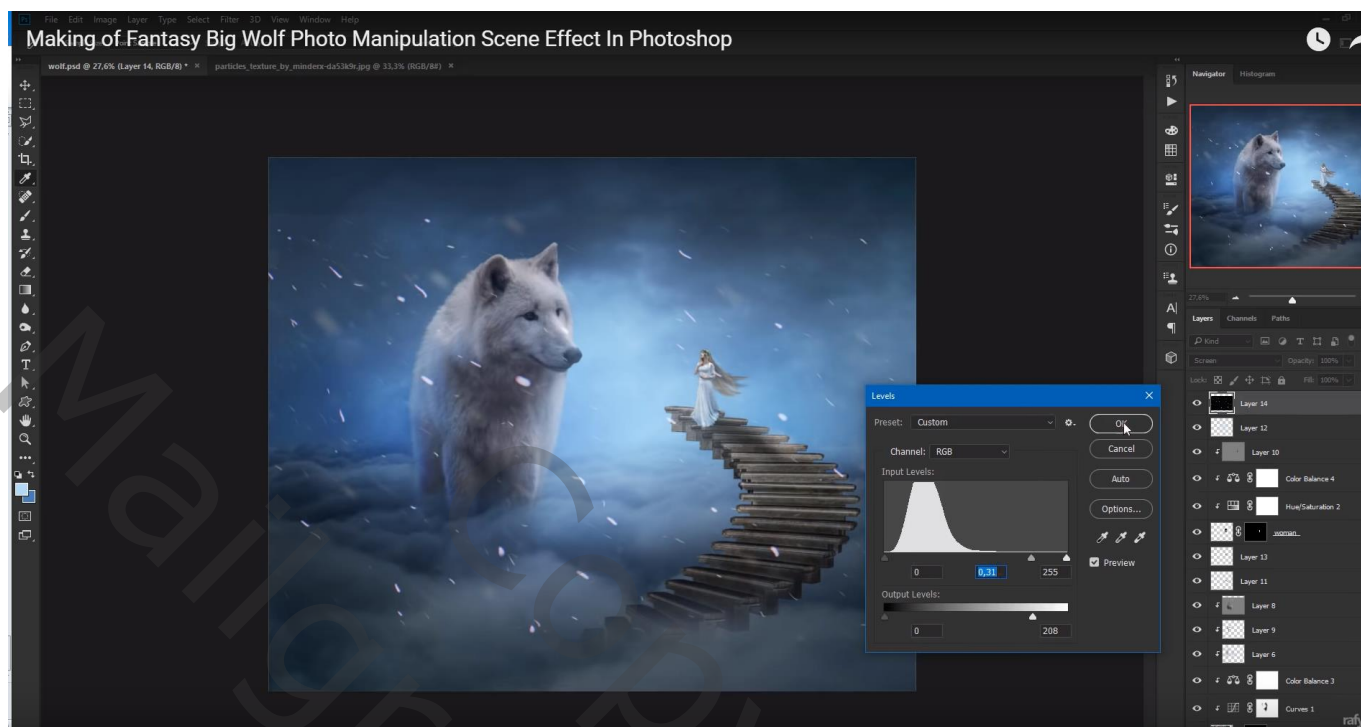 Ps File Edit Image Layer Type Select Filter 3D View Window Help
Making of Fantasy Big Wolf Photo Manipulation Scene Effect In Photoshop
wolf.psd @ 27,6% (Layer 14, RGB/8) * × particles_texture_by_minderx-da53k9r.jpg @ 33,3% (RGB/8#) ×
Navigator Histogram
27,6%
Layers Channels Paths
Kind
Screen Opacity: 100%
Lock: Fill: 100%
Layer 14
Layer 12
Layer 10
Color Balance 4
Hue/Saturation 2
woman
Layer 13
Layer 11
Layer 8
Layer 9
Layer 6
Color Balance 3
Curves 1
Levels
Preset: Custom
OK
Cancel
Channel: RGB
Input Levels:
Auto
Options...
Preview
0 0,31 255
Output Levels:
0 208